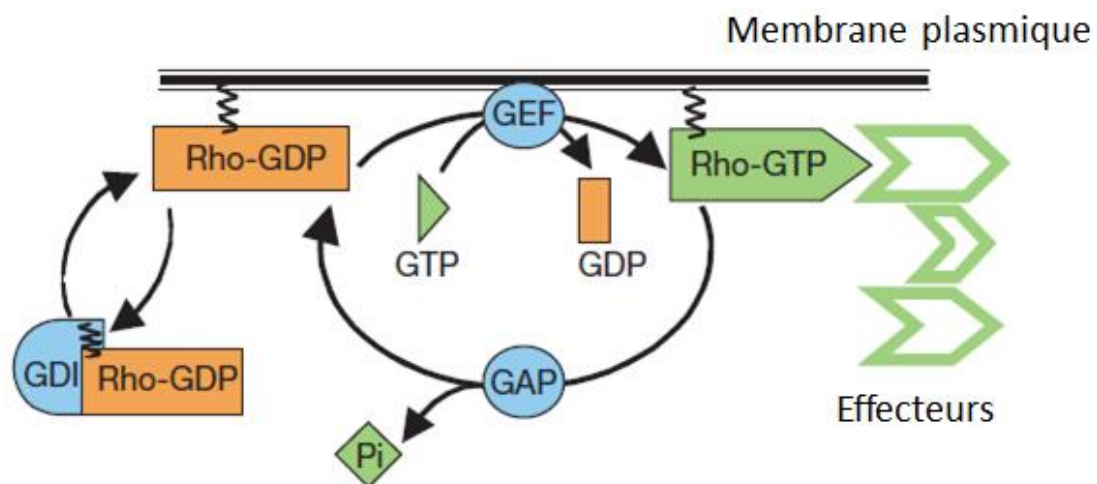 Membrane plasmique
GEF
Rho-GDP
Rho-GTP
GTP
GDP
GDI
Rho-GDP
GAP
Effecteurs
Pi